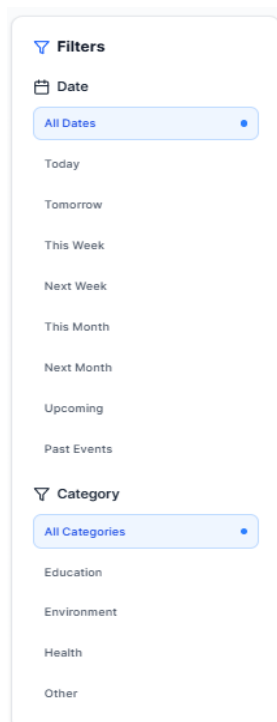 Filters
Date
All Dates
Today
Tomorrow
This Week
Next Week
This Month
Next Month
Upcoming
Past Events
Category
All Categories
Education
Environment
Health
Other